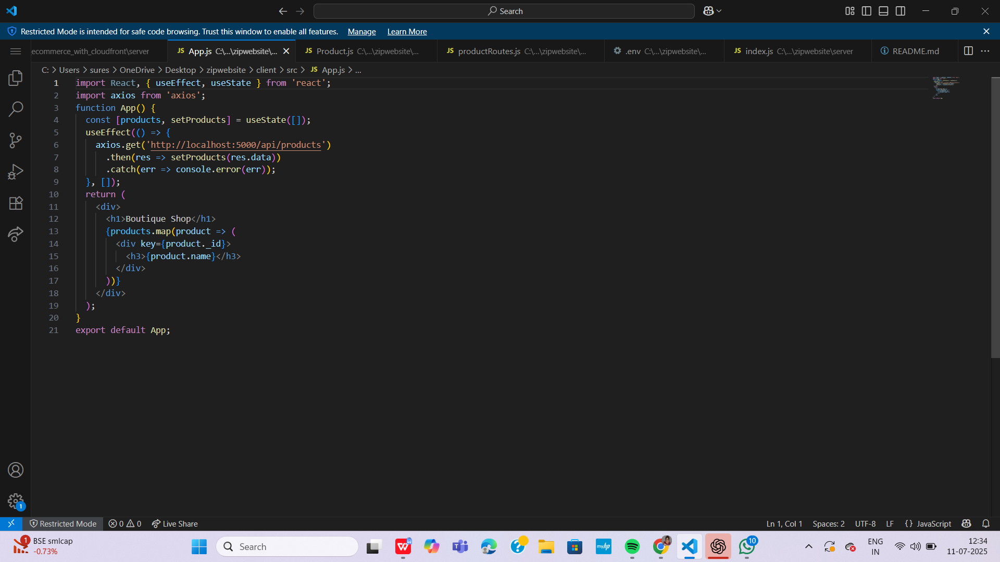 Search
Restricted Mode is intended for safe code browsing. Trust this window to enable all features. Manage Learn More
ecommerce_with_cloudfront\server JS App.js C:\...\zipwebsite\... JS Product.js C:\...\zipwebsite\... JS productRoutes.js C:\...\zipwebsite\... .env C:\...\zipwebsite\... JS index.js C:\...\zipwebsite\server README.md
C: > Users > sures > OneDrive > Desktop > zipwebsite > client > src > JS App.js > ...
1 import React, { useEffect, useState } from 'react';
2 import axios from 'axios';
3 function App() {
4 const [products, setProducts] = useState([]);
5 useEffect(() => {
6 axios.get('http://localhost:5000/api/products')
7 .then(res => setProducts(res.data))
8 .catch(err => console.error(err));
9 }, []);
10 return (
11 <div>
12 <h1>Boutique Shop</h1>
13 {products.map(product => (
14 <div key={product._id}>
15 <h3>{product.name}</h3>
16 </div>
17 ))}
18 </div>
19 );
20 }
21 export default App;
1
Restricted Mode 0 0 Live Share Ln 1, Col 1 Spaces: 2 UTF-8 LF {} JavaScript
1 BSE smlcap
-0.73%
Search
myhp
10
ENG
IN
12:34
11-07-2025